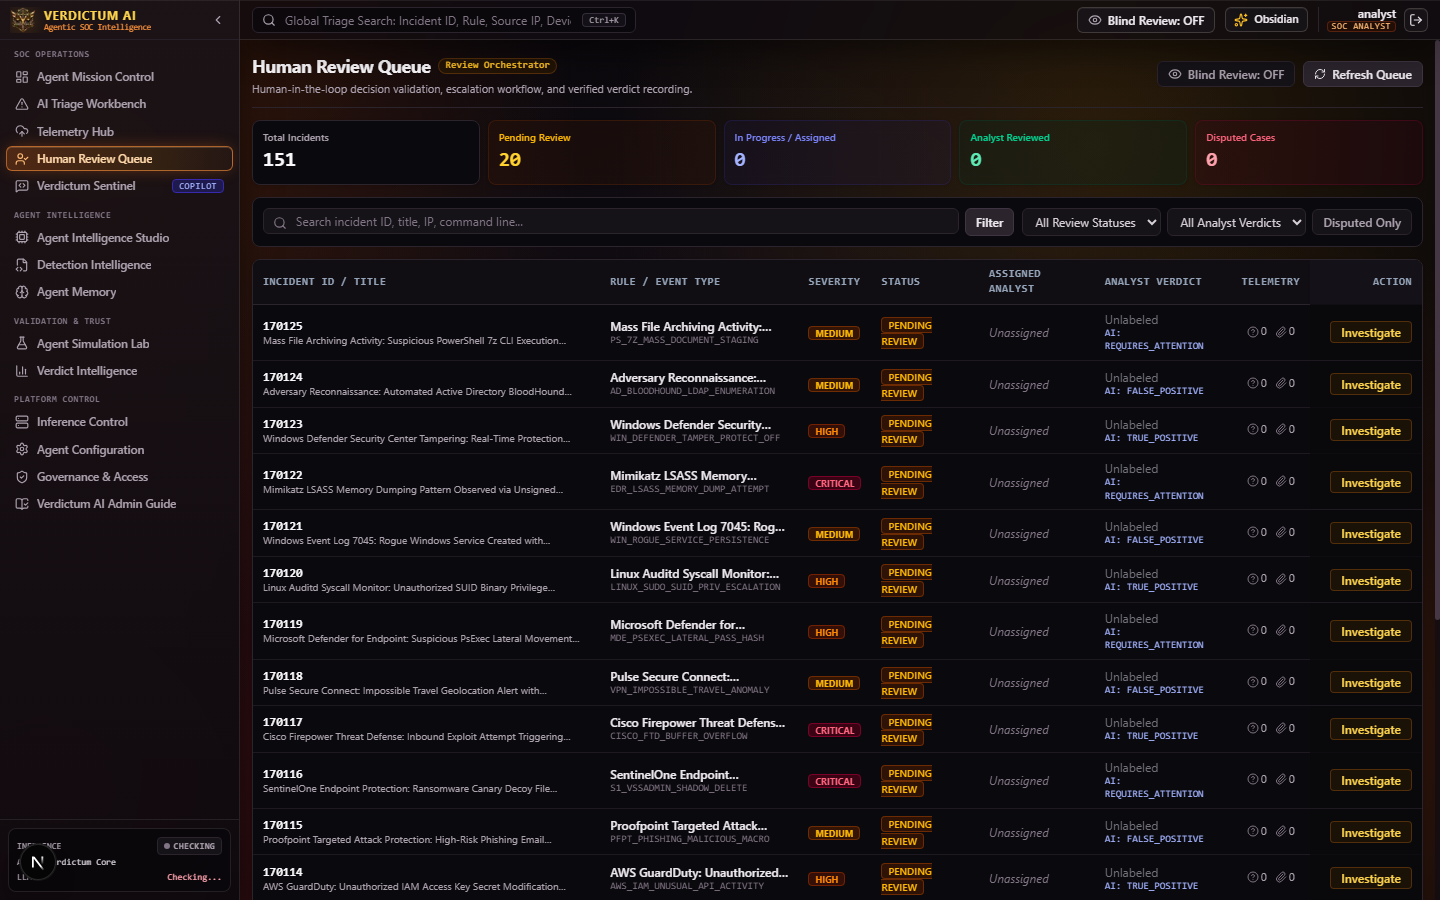 VERDICTUM AI
Agentic SOC Intelligence
Global Triage Search: Incident ID, Rule, Source IP, Devi
Ctrl+K
Blind Review: OFF
Obsidian
analyst
SOC ANALYST
SOC OPERATIONS
Agent Mission Control
AI Triage Workbench
Telemetry Hub
Human Review Queue
Verdictum Sentinel
COPILOT
AGENT INTELLIGENCE
Agent Intelligence Studio
Detection Intelligence
Agent Memory
VALIDATION & TRUST
Agent Simulation Lab
Verdict Intelligence
PLATFORM CONTROL
Inference Control
Agent Configuration
Governance & Access
Verdictum AI Admin Guide
CHECKING
N
Core
Checking...
Human Review Queue
Review Orchestrator
Human-in-the-loop decision validation, escalation workflow, and verified verdict recording.
Blind Review: OFF
Refresh Queue
Total Incidents
151
Pending Review
20
In Progress / Assigned
0
Analyst Reviewed
0
Disputed Cases
0
Search incident ID, title, IP, command line...
Filter
All Review Statuses
All Analyst Verdicts
Disputed Only
INCIDENT ID / TITLE
RULE / EVENT TYPE
SEVERITY
STATUS
ASSIGNED
ANALYST
ANALYST VERDICT
TELEMETRY
ACTION
170125
Mass File Archiving Activity: Suspicious PowerShell 7z CLI Execution...
Mass File Archiving Activity:...
PS_7Z_MASS_DOCUMENT_STAGING
MEDIUM
PENDING
REVIEW
Unassigned
Unlabeled
AI:
REQUIRES_ATTENTION
0 0
Investigate
170124
Adversary Reconnaissance: Automated Active Directory BloodHound...
Adversary Reconnaissance:...
AD_BLOODHOUND_LDAP_ENUMERATION
MEDIUM
PENDING
REVIEW
Unassigned
Unlabeled
AI: FALSE_POSITIVE
0 0
Investigate
170123
Windows Defender Security Center Tampering: Real-Time Protection...
Windows Defender Security...
WIN_DEFENDER_TAMPER_PROTECT_OFF
HIGH
PENDING
REVIEW
Unassigned
Unlabeled
AI: TRUE_POSITIVE
0 0
Investigate
170122
Mimikatz LSASS Memory Dumping Pattern Observed via Unsigned...
Mimikatz LSASS Memory...
EDR_LSASS_MEMORY_DUMP_ATTEMPT
CRITICAL
PENDING
REVIEW
Unassigned
Unlabeled
AI:
REQUIRES_ATTENTION
0 0
Investigate
170121
Windows Event Log 7045: Rogue Windows Service Created with...
Windows Event Log 7045: Rog...
WIN_ROGUE_SERVICE_PERSISTENCE
MEDIUM
PENDING
REVIEW
Unassigned
Unlabeled
AI: FALSE_POSITIVE
0 0
Investigate
170120
Linux Auditd Syscall Monitor: Unauthorized SUID Binary Privilege...
Linux Auditd Syscall Monitor:...
LINUX_SUDO_SUID_PRIV_ESCALATION
HIGH
PENDING
REVIEW
Unassigned
Unlabeled
AI: TRUE_POSITIVE
0 0
Investigate
170119
Microsoft Defender for Endpoint: Suspicious PsExec Lateral Movement...
Microsoft Defender for...
MDE_PSEXEC_LATERAL_PASS_HASH
HIGH
PENDING
REVIEW
Unassigned
Unlabeled
AI:
REQUIRES_ATTENTION
0 0
Investigate
170118
Pulse Secure Connect: Impossible Travel Geolocation Alert with...
Pulse Secure Connect:...
VPN_IMPOSSIBLE_TRAVEL_ANOMALY
MEDIUM
PENDING
REVIEW
Unassigned
Unlabeled
AI: FALSE_POSITIVE
0 0
Investigate
170117
Cisco Firepower Threat Defense: Inbound Exploit Attempt Triggering...
Cisco Firepower Threat Defens...
CISCO_FTD_BUFFER_OVERFLOW
CRITICAL
PENDING
REVIEW
Unassigned
Unlabeled
AI: TRUE_POSITIVE
0 0
Investigate
170116
SentinelOne Endpoint Protection: Ransomware Canary Decoy File...
SentinelOne Endpoint...
S1_VSSADMIN_SHADOW_DELETE
CRITICAL
PENDING
REVIEW
Unassigned
Unlabeled
AI:
REQUIRES_ATTENTION
0 0
Investigate
170115
Proofpoint Targeted Attack Protection: High-Risk Phishing Email...
Proofpoint Targeted Attack...
PFPT_PHISHING_MALICIOUS_MACRO
MEDIUM
PENDING
REVIEW
Unassigned
Unlabeled
AI: FALSE_POSITIVE
0 0
Investigate
170114
AWS GuardDuty: Unauthorized IAM Access Key Secret Modification...
AWS GuardDuty: Unauthorized...
AWS_IAM_UNUSUAL_API_ACTIVITY
HIGH
PENDING
REVIEW
Unassigned
Unlabeled
AI: TRUE_POSITIVE
0 0
Investigate